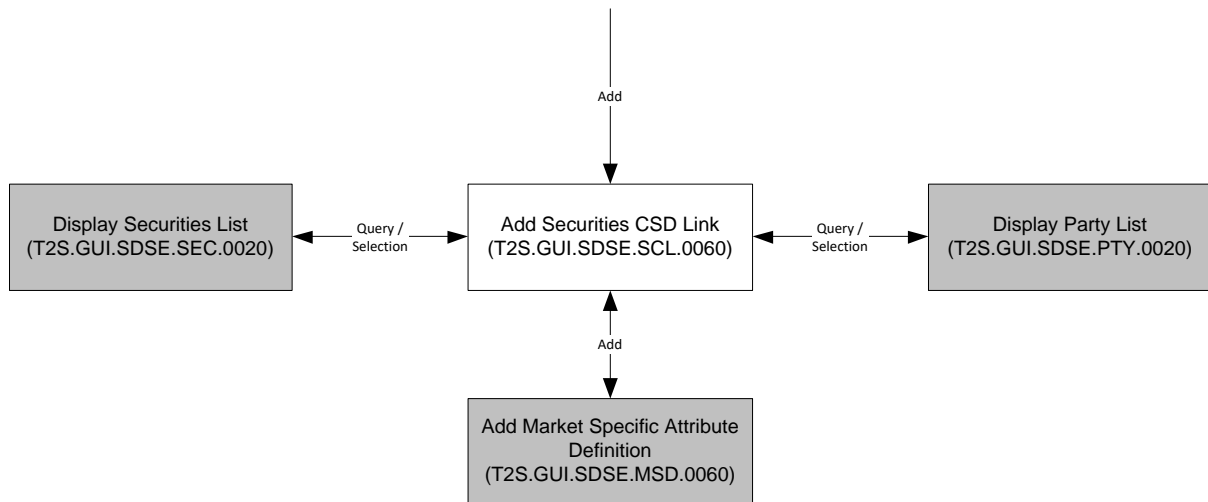 Add
Display Securities List
(T2S.GUI.SDSE.SEC.0020)
Query /
Selection
Add Securities CSD Link
(T2S.GUI.SDSE.SCL.0060)
Query /
Selection
Display Party List
(T2S.GUI.SDSE.PTY.0020)
Add
Add Market Specific Attribute
Definition
(T2S.GUI.SDSE.MSD.0060)